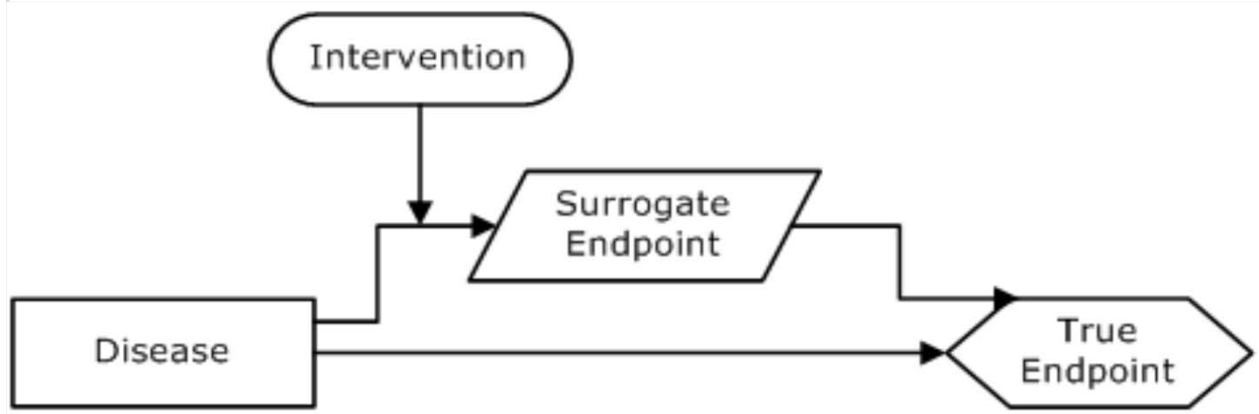 Intervention
Surrogate
Endpoint
Disease
True
Endpoint